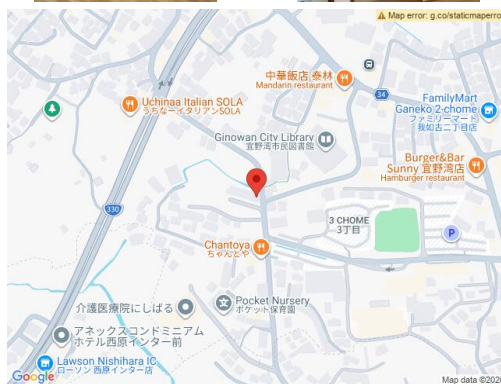 Map error: g.co/staticmaperro
中華飯店 泰林
Mandarin restaurant
34
Uchinaa Italian SOLA
うちなーイタリアンSOLA
FamilyMart
Ganeko 2-chome
ファミリーマート
我如古二丁目店
Ginowan City Library
宜野湾市民図書館
Burger&Bar
Sunny 宜野湾店
Hamburger restaurant
330
3 CHOME
3丁目
P
Chantoya
ちゃんとや
介護医療院にしばる
Pocket Nursery
ポケット保育園
アネックスコンドミニアム
ホテル西原インター前
Lawson Nishihara IC
ローソン 西原インター店
Google
Map data ©202